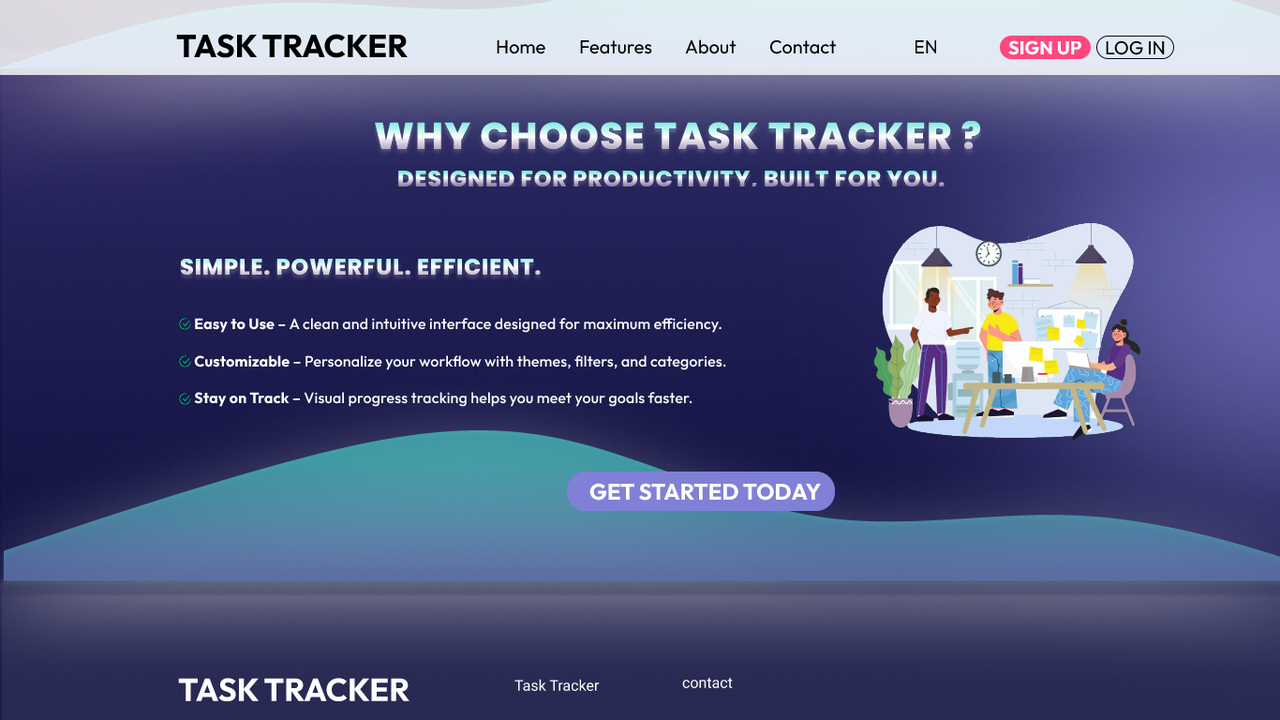 TASK TRACKER
Home Features About Contact EN SIGN UP LOG IN
WHY CHOOSE TASK TRACKER ?
DESIGNED FOR PRODUCTIVITY. BUILT FOR YOU.
SIMPLE. POWERFUL. EFFICIENT.
Easy to Use – A clean and intuitive interface designed for maximum efficiency.
Customizable – Personalize your workflow with themes, filters, and categories.
Stay on Track – Visual progress tracking helps you meet your goals faster.
GET STARTED TODAY
TASK TRACKER
Task Tracker
contact